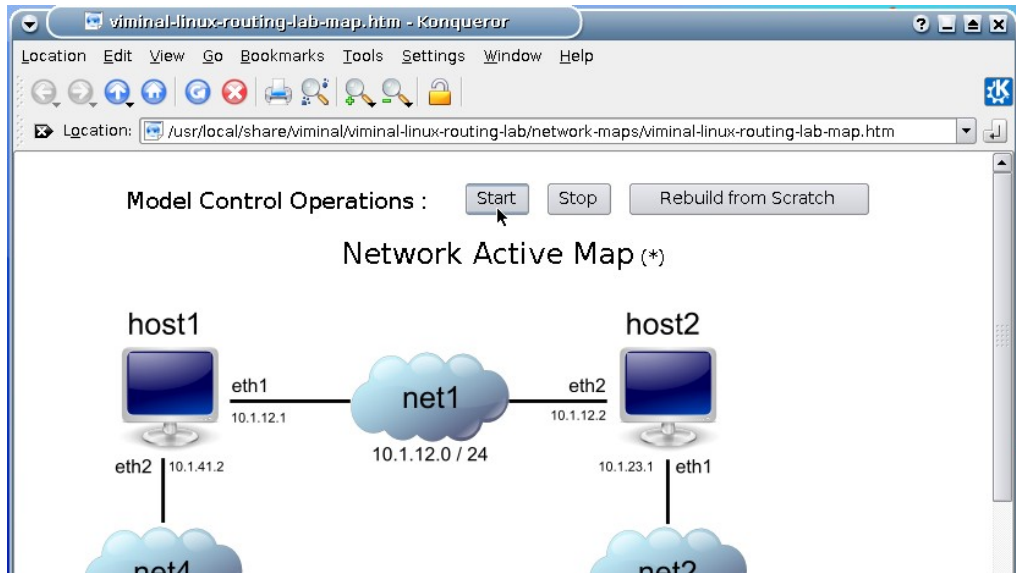 viminal-linux-routing-lab-map.htm - Konqueror
Location Edit View Go Bookmarks Tools Settings Window Help
Location: /usr/local/share/viminal/viminal-linux-routing-lab/network-maps/viminal-linux-routing-lab-map.htm
Model Control Operations : Start Stop Rebuild from Scratch
Network Active Map (*)
host1
host2
eth1
10.1.12.1
net1
10.1.12.0 / 24
eth2
10.1.12.2
eth2 10.1.41.2
10.1.23.1 eth1
net4
net2